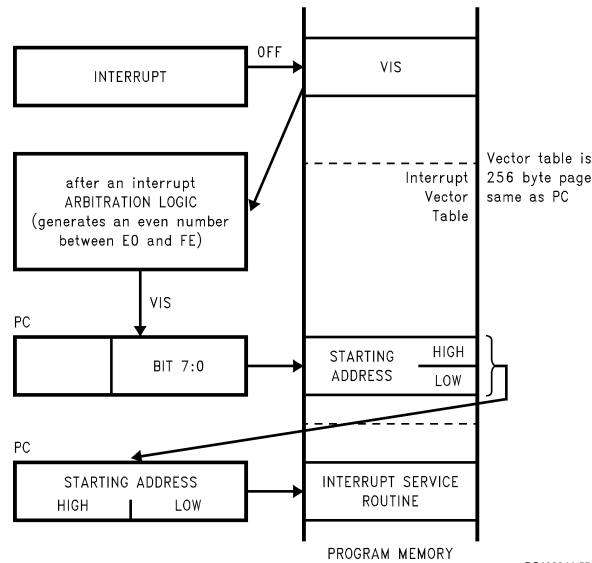 OFF
INTERRUPT
VIS
after an interrupt
ARBITRATION LOGIC
(generates an even number
between E0 and FE)
Interrupt
Vector
Table
Vector table is
256 byte page
same as PC
VIS
PC
BIT 7:0
STARTING
ADDRESS
HIGH
LOW
PC
STARTING ADDRESS
HIGH
LOW
INTERRUPT SERVICE
ROUTINE
PROGRAM MEMORY